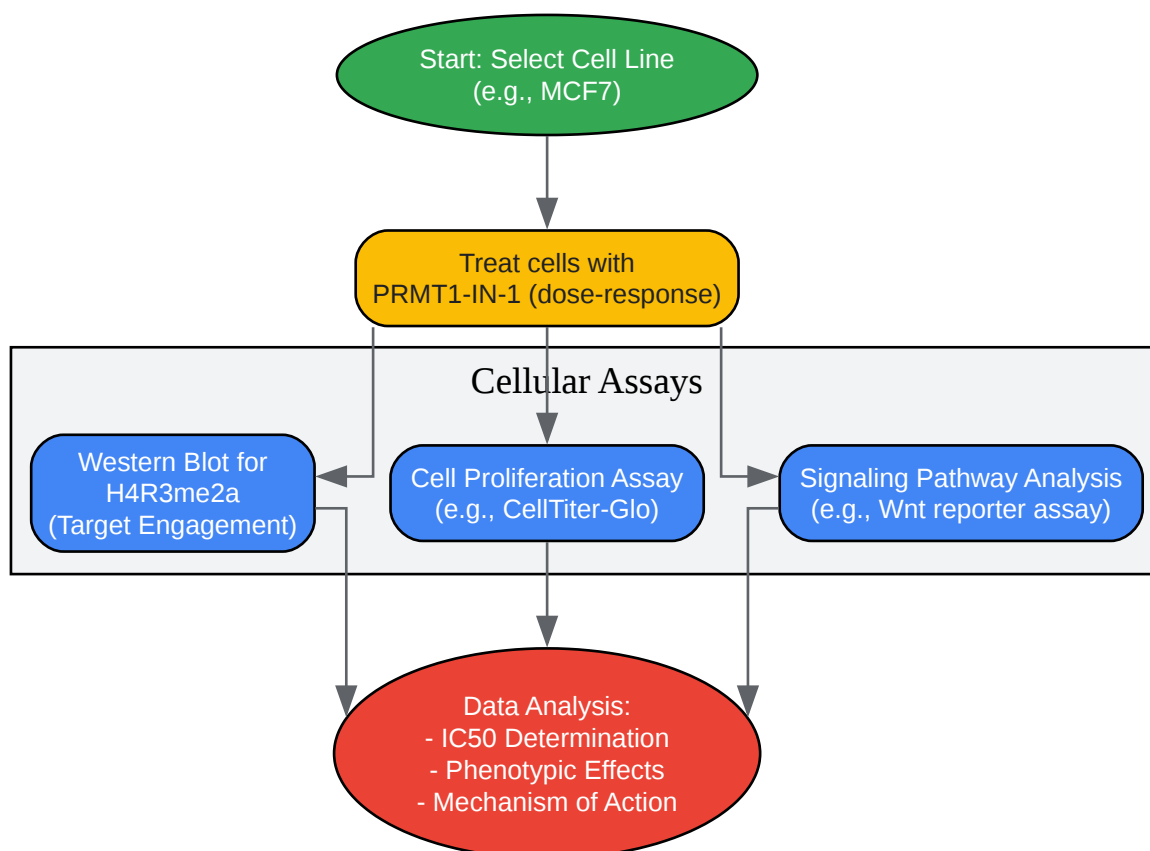 Start: Select Cell Line
(e.g., MCF7)
Treat cells with
PRMT1-IN-1 (dose-response)
Cellular Assays
Western Blot for
H4R3me2a
(Target Engagement)
Cell Proliferation Assay
(e.g., CellTiter-Glo)
Signaling Pathway Analysis
(e.g., Wnt reporter assay)
Data Analysis:
- IC50 Determination
- Phenotypic Effects
- Mechanism of Action